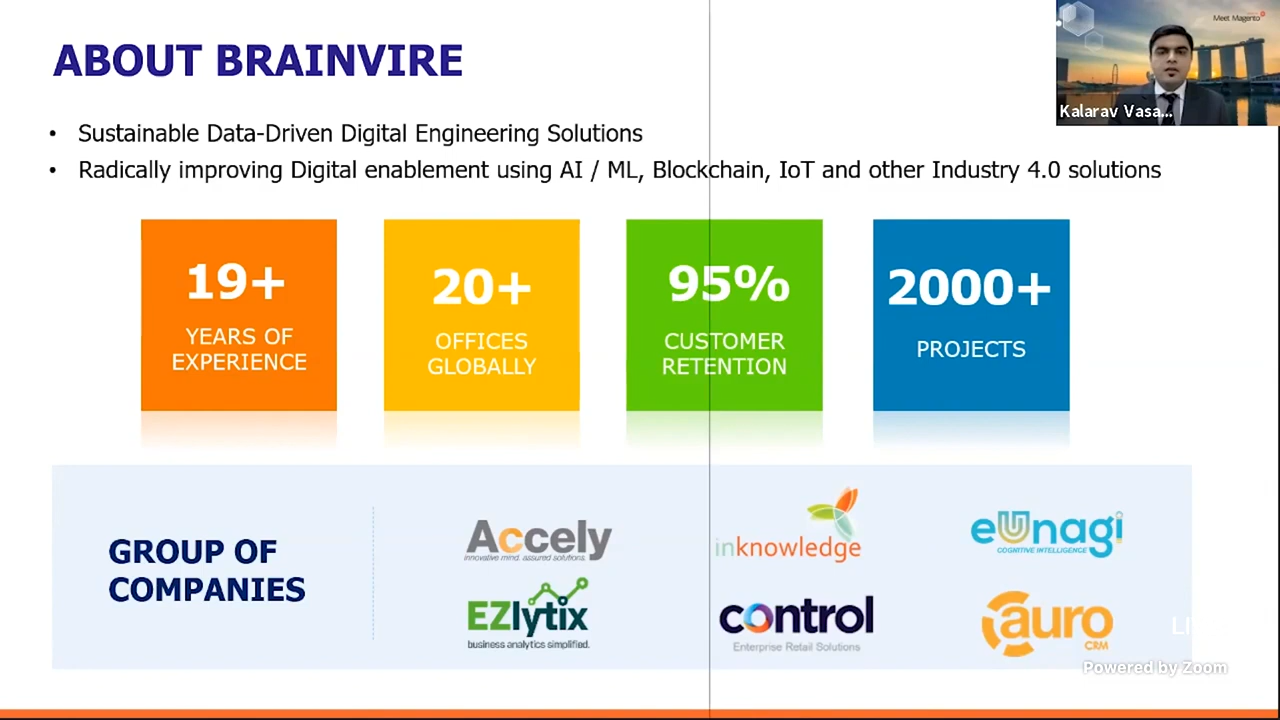 ABOUT BRAINVIRE
Meet Magento
Kalarav Vasa...
• Sustainable Data-Driven Digital Engineering Solutions
• Radically improving Digital enablement using AI / ML, Blockchain, IoT and other Industry 4.0 solutions
19+
YEARS OF
EXPERIENCE
20+
OFFICES
GLOBALLY
95%
CUSTOMER
RETENTION
2000+
PROJECTS
GROUP OF
COMPANIES
Accely
innovative mind. assured solutions.
inknowledge
eUnagi
COGNITIVE INTELLIGENCE
EZlytix
business analytics simplified.
control
Enterprise Retail Solutions
auro
CRM
Powered by Zoom